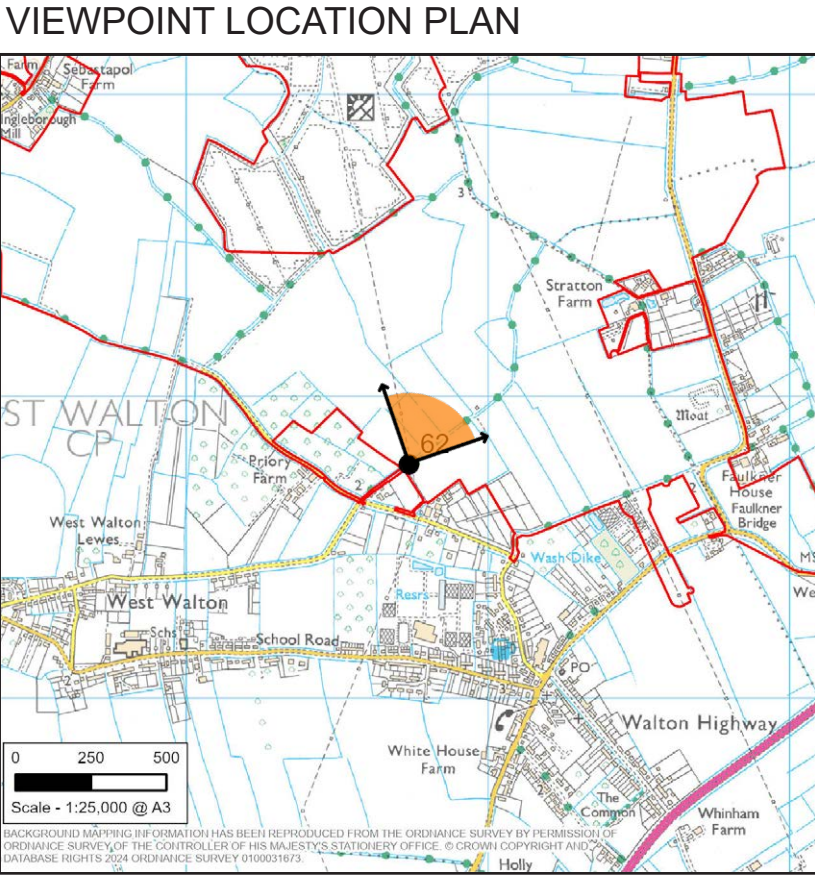 VIEWPOINT LOCATION PLAN
Farm
Sebastapol
Farm
Ingleborough
Mill
3
Stratton
Farm
ST WALTON
CP
62
Moat
Priory
Farm
2
Faulkner
House
Faulkner
Bridge
West Walton
Lewes
Wash Dike
MS
We
West Walton
Resrs
Schs
School Road
2
3
PO
Walton Highway
White House
Farm
2
The
Common
Whinham
Farm
Holly
0 250 500
Scale - 1:25,000 @ A3
BACKGROUND MAPPING INFORMATION HAS BEEN REPRODUCED FROM THE ORDNANCE SURVEY BY PERMISSION OF
ORDNANCE SURVEY OF THE CONTROLLER OF HIS MAJESTY'S STATIONERY OFFICE. © CROWN COPYRIGHT AND
DATABASE RIGHTS 2024 ORDNANCE SURVEY 0100031673.